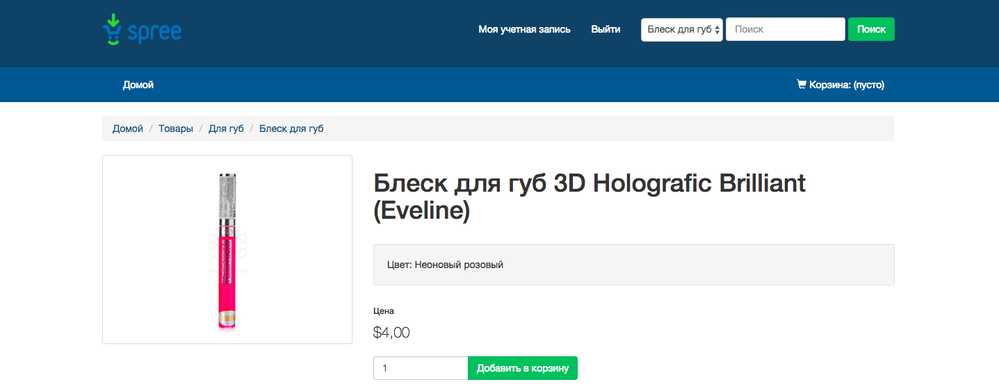 spree
Моя учетная запись
Выйти
Блеск для губ
Поиск
Поиск
Домой
Корзина: (пусто)
Домой / Товары / Для губ / Блеск для губ
Блеск для губ 3D Holografic Brilliant
(Eveline)
Цвет: Неоновый розовый
Цена
$4,00
1
Добавить в корзину